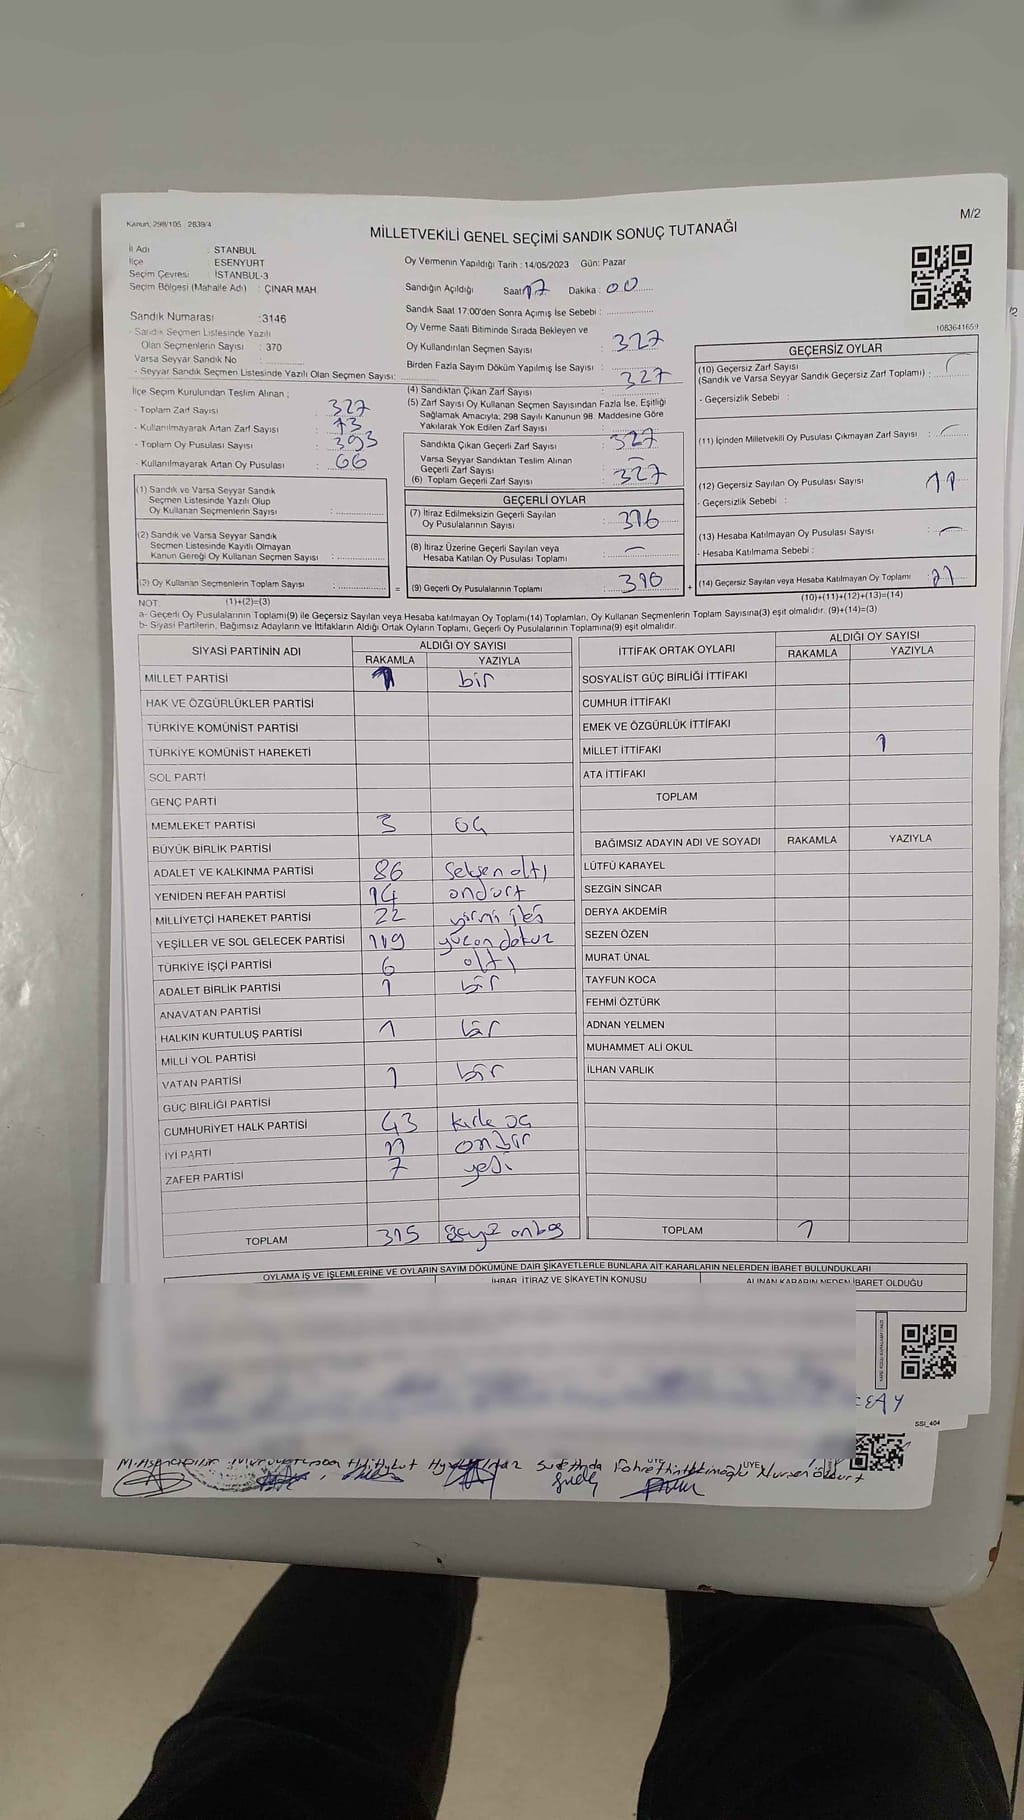 Kanun: 298/105 , 2839/4
M/2
MİLLETVEKİLİ GENEL SEÇİMİ SANDIK SONUÇ TUTANAĞI
İl Adı : STANBUL
İlçe : ESENYURT
Seçim Çevresi : İSTANBUL-3
Seçim Bölgesi (Mahalle Adı) : ÇINAR MAH.
Sandık Numarası :3146
- Sandık Seçmen Listesinde Yazılı
Olan Seçmenlerin Sayısı : 370
Varsa Seyyar Sandık No :
- Seyyar Sandık Seçmen Listesinde Yazılı Olan Seçmen Sayısı:
İlçe Seçim Kurulundan Teslim Alınan ;
- Toplam Zarf Sayısı : 327
- Kullanılmayarak Artan Zarf Sayısı : 73
- Toplam Oy Pusulası Sayısı : 393
- Kullanılmayarak Artan Oy Pusulası : 66
(1) Sandık ve Varsa Seyyar Sandık
Seçmen Listesinde Yazılı Olup
Oy Kullanan Seçmenlerin Sayısı :
(2) Sandık ve Varsa Seyyar Sandık
Seçmen Listesinde Kayıtlı Olmayan
Kanun Gereği Oy Kullanan Seçmen Sayısı :
(3) Oy Kullanan Seçmenlerin Toplam Sayısı :
Oy Vermenin Yapıldığı Tarih : 14/05/2023 Gün: Pazar
Sandığın Açıldığı Saat: 17 Dakika : 00
Sandık Saat 17:00'den Sonra Açımış İse Sebebi :
Oy Verme Saati Bitiminde Sırada Bekleyen ve
Oy Kullandırılan Seçmen Sayısı : 327
Birden Fazla Sayım Döküm Yapılmış İse Sayısı :
(4) Sandıktan Çıkan Zarf Sayısı : 327
(5) Zarf Sayısı Oy Kullanan Seçmen Sayısından Fazla İse, Eşitliği
Sağlamak Amacıyla; 298 Sayılı Kanunun 98. Maddesine Göre
Yakılarak Yok Edilen Zarf Sayısı :
Sandıkta Çıkan Geçerli Zarf Sayısı : 327
Varsa Seyyar Sandıktan Teslim Alınan
Geçerli Zarf Sayısı :
(6) Toplam Geçerli Zarf Sayısı : 327
GEÇERLİ OYLAR
(7) İtiraz Edilmeksizin Geçerli Sayılan
Oy Pusulalarının Sayısı : 316
(8) İtiraz Üzerine Geçerli Sayılan veya
Hesaba Katılan Oy Pusulası Toplamı : -
= (9) Geçerli Oy Pusulalarının Toplamı : 316 +
1083641659
GEÇERSİZ OYLAR
(10) Geçersiz Zarf Sayısı
(Sandık ve Varsa Seyyar Sandık Geçersiz Zarf Toplamı) :
- Geçersizlik Sebebi :
(11) İçinden Milletvekili Oy Pusulası Çıkmayan Zarf Sayısı :
(12) Geçersiz Sayılan Oy Pusulası Sayısı : 11
- Geçersizlik Sebebi :
(13) Hesaba Katılmayan Oy Pusulası Sayısı : -
- Hesaba Katılmama Sebebi :
(14) Geçersiz Sayılan veya Hesaba Katılmayan Oy Toplamı :
NOT: (1)+(2)=(3)
(10)+(11)+(12)+(13)=(14)
a- Geçerli Oy Pusulalarının Toplamı(9) ile Geçersiz Sayılan veya Hesaba katılmayan Oy Toplamı(14) Toplamları, Oy Kullanan Seçmenlerin Toplam Sayısına(3) eşit olmalıdır. (9)+(14)=(3)
b- Siyasi Partilerin, Bağımsız Adayların ve İttifakların Aldığı Ortak Oyların Toplamı, Geçerli Oy Pusulalarının Toplamına(9) eşit olmalıdır.
SİYASİ PARTİNİN ADI ALDIĞI OY SAYISI
RAKAMLA YAZIYLA
MİLLET PARTİSİ 1 bir
HAK VE ÖZGÜRLÜKLER PARTİSİ
TÜRKİYE KOMÜNİST PARTİSİ
TÜRKİYE KOMÜNİST HAREKETİ
SOL PARTİ
GENÇ PARTİ
MEMLEKET PARTİSİ 3 üç
BÜYÜK BİRLİK PARTİSİ
ADALET VE KALKINMA PARTİSİ 86 seksen altı
YENİDEN REFAH PARTİSİ 14 ondört
MİLLİYETÇİ HAREKET PARTİSİ 22 yirmi iki
YEŞİLLER VE SOL GELECEK PARTİSİ 119 yüzon dokuz
TÜRKİYE İŞÇİ PARTİSİ 6 altı
ADALET BİRLİK PARTİSİ 1 bir
ANAVATAN PARTİSİ
HALKIN KURTULUŞ PARTİSİ 1 bir
MİLLİ YOL PARTİSİ
VATAN PARTİSİ 1 bir
GÜÇ BİRLİĞİ PARTİSİ
CUMHURİYET HALK PARTİSİ 43 kırk üç
İYİ PARTİ 11 onbir
ZAFER PARTİSİ 7 yedi
TOPLAM 315 üçyüz onbeş
İTTİFAK ORTAK OYLARI ALDIĞI OY SAYISI
RAKAMLA YAZIYLA
SOSYALİST GÜÇ BİRLİĞİ İTTİFAKI
CUMHUR İTTİFAKI
EMEK VE ÖZGÜRLÜK İTTİFAKI
MİLLET İTTİFAKI 1
ATA İTTİFAKI
TOPLAM
BAĞIMSIZ ADAYIN ADI VE SOYADI RAKAMLA YAZIYLA
LÜTFÜ KARAYEL
SEZGİN SİNCAR
DERYA AKDEMİR
SEZEN ÖZEN
MURAT ÜNAL
TAYFUN KOCA
FEHMİ ÖZTÜRK
ADNAN YELMEN
MUHAMMET ALİ OKUL
İLHAN VARLIK
TOPLAM 1
OYLAMA İŞ VE İŞLEMLERİNE VE OYLARIN SAYIM DÖKÜMÜNE DAİR ŞİKAYETLERLE BUNLARA AİT KARARLARIN NELERDEN İBARET BULUNDUKLARI
İHBAR, İTİRAZ VE ŞİKAYETİN KONUSU ALINAN KARARIN NEDEN İBARET OLDUĞU
SSİ_404
ÜYE ÜYE